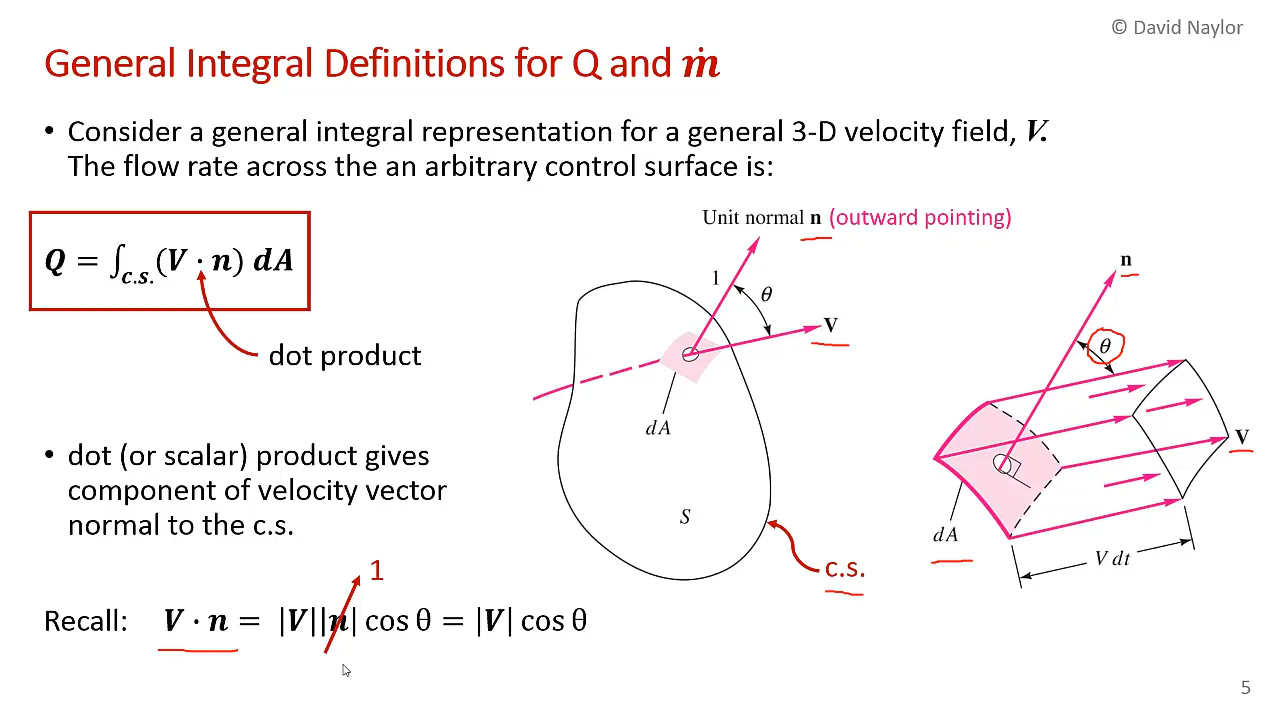 © David Naylor
General Integral Definitions for Q and ṁ
• Consider a general integral representation for a general 3-D velocity field, V.
The flow rate across the an arbitrary control surface is:
Q = ∫c.s. (V · n) dA
dot product
• dot (or scalar) product gives
component of velocity vector
normal to the c.s.
1
Recall: V · n = |V||n| cos θ = |V| cos θ
Unit normal n (outward pointing)
1
θ
V
dA
S
c.s.
n
θ
V
dA
V dt
5